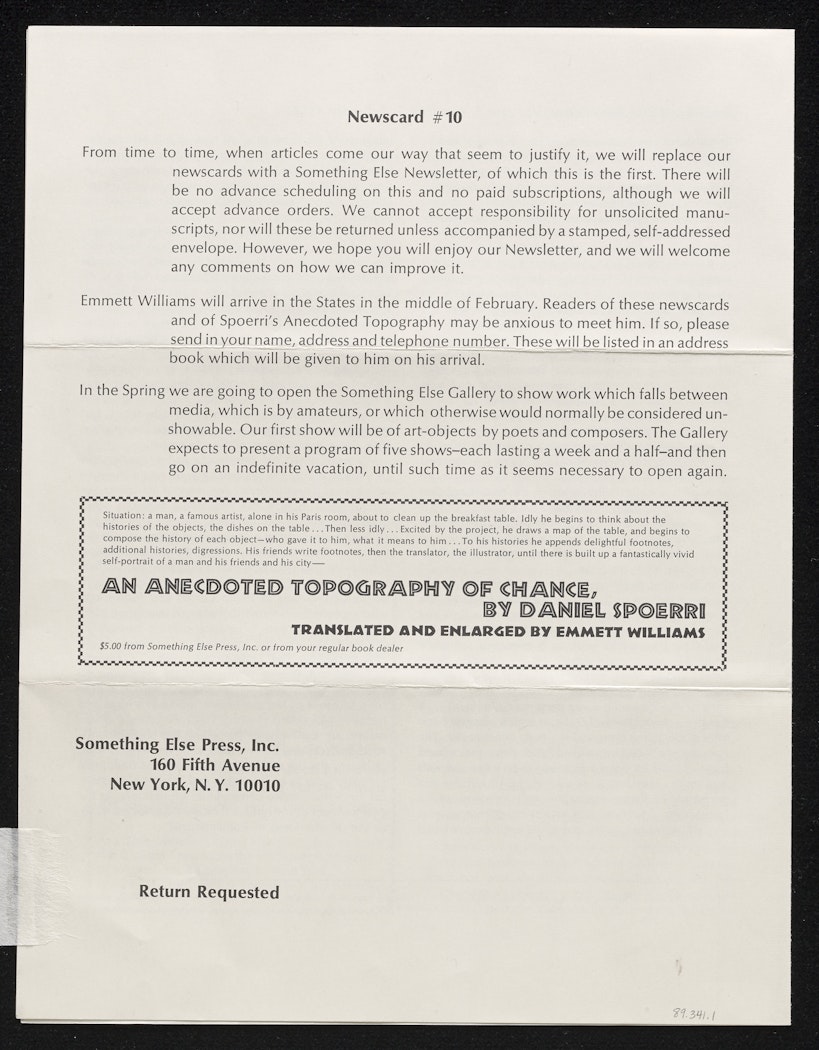 Newscard #10
From time to time, when articles come our way that seem to justify it, we will replace our
newscards with a Something Else Newsletter, of which this is the first. There will
be no advance scheduling on this and no paid subscriptions, although we will
accept advance orders. We cannot accept responsibility for unsolicited manu-
scripts, nor will these be returned unless accompanied by a stamped, self-addressed
envelope. However, we hope you will enjoy our Newsletter, and we will welcome
any comments on how we can improve it.
Emmett Williams will arrive in the States in the middle of February. Readers of these newscards
and of Spoerri's Anecdoted Topography may be anxious to meet him. If so, please
send in your name, address and telephone number. These will be listed in an address
book which will be given to him on his arrival.
In the Spring we are going to open the Something Else Gallery to show work which falls between
media, which is by amateurs, or which otherwise would normally be considered un-
showable. Our first show will be of art-objects by poets and composers. The Gallery
expects to present a program of five shows—each lasting a week and a half—and then
go on an indefinite vacation, until such time as it seems necessary to open again.
Situation: a man, a famous artist, alone in his Paris room, about to clean up the breakfast table. Idly he begins to think about the
histories of the objects, the dishes on the table...Then less idly...Excited by the project, he draws a map of the table, and begins to
compose the history of each object—who gave it to him, what it means to him...To his histories he appends delightful footnotes,
additional histories, digressions. His friends write footnotes, then the translator, the illustrator, until there is built up a fantastically vivid
self-portrait of a man and his friends and his city—
AN ANECDOTED TOPOGRAPHY OF CHANCE,
BY DANIEL SPOERRI
TRANSLATED AND ENLARGED BY EMMETT WILLIAMS
$5.00 from Something Else Press, Inc. or from your regular book dealer
Something Else Press, Inc.
160 Fifth Avenue
New York, N. Y. 10010
Return Requested
89.341.1